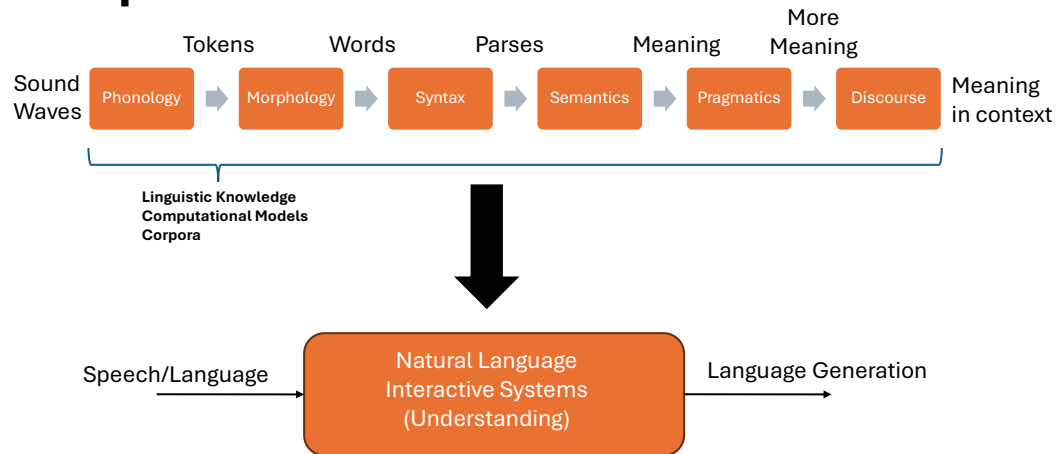 Tokens
Words
Parses
Meaning
More
Meaning
Sound
Waves
Phonology
Morphology
Syntax
Semantics
Pragmatics
Discourse
Meaning
in context
Linguistic Knowledge
Computational Models
Corpora
Speech/Language
Natural Language
Interactive Systems
(Understanding)
Language Generation